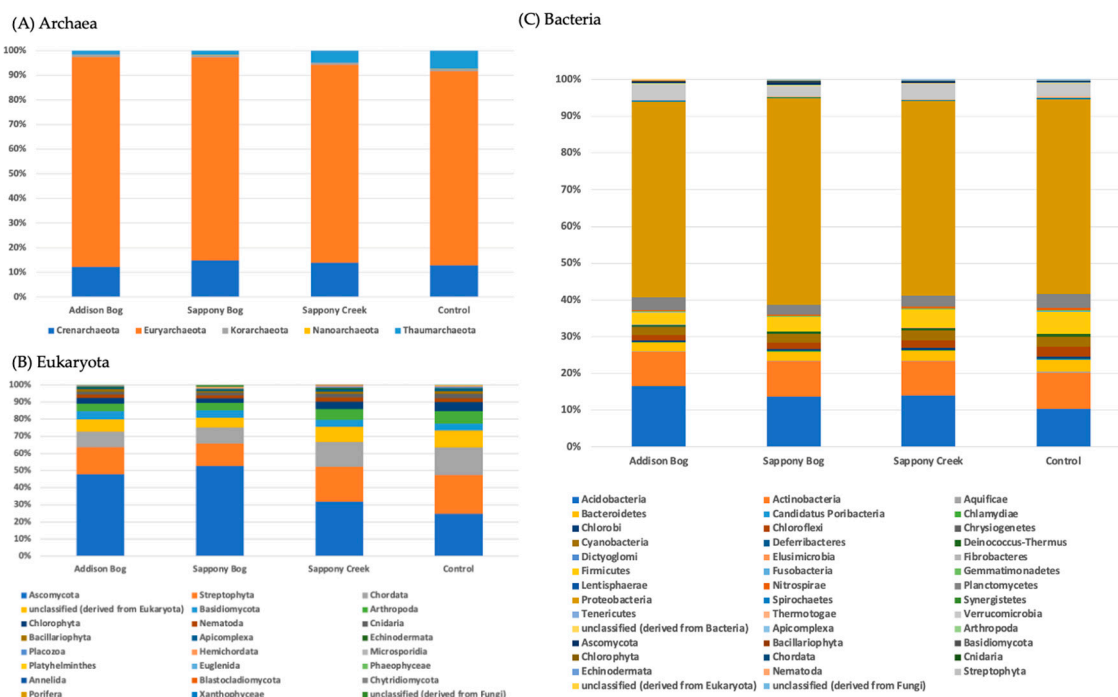 (A) Archaea
100%
90%
80%
70%
60%
50%
40%
30%
20%
10%
0%
Addison Bog Sappony Bog Sappony Creek Control
Crenarchaeota Euryarchaeota Korarchaeota Nanoarchaeota Thaumarchaeota
(B) Eukaryota
100%
90%
80%
70%
60%
50%
40%
30%
20%
10%
0%
Addison Bog Sappony Bog Sappony Creek Control
Ascomycota Streptophyta Chordata
unclassified (derived from Eukaryota) Basidiomycota Arthropoda
Chlorophyta Nematoda Cnidaria
Bacillariophyta Apicomplexa Echinodermata
Placozoa Hemichordata Microsporidia
Platyhelminthes Euglenida Phaeophyceae
Annelida Blastocladiomycota Chytridiomycota
Porifera Xanthophyceae unclassified (derived from Fungi)
(C) Bacteria
100%
90%
80%
70%
60%
50%
40%
30%
20%
10%
0%
Addison Bog Sappony Bog Sappony Creek Control
Acidobacteria Actinobacteria Aquificae
Bacteroidetes Candidatus Poribacteria Chlamydiae
Chlorobi Chloroflexi Chrysiogenetes
Cyanobacteria Deferribacteres Deinococcus-Thermus
Dictyoglomi Elusimicrobia Fibrobacteres
Firmicutes Fusobacteria Gemmatimonadetes
Lentisphaerae Nitrospirae Planctomycetes
Proteobacteria Spirochaetes Synergistetes
Tenericutes Thermotogae Verrucomicrobia
unclassified (derived from Bacteria) Apicomplexa Arthropoda
Ascomycota Bacillariophyta Basidiomycota
Chlorophyta Chordata Cnidaria
Echinodermata Nematoda Streptophyta
unclassified (derived from Eukaryota) unclassified (derived from Fungi)